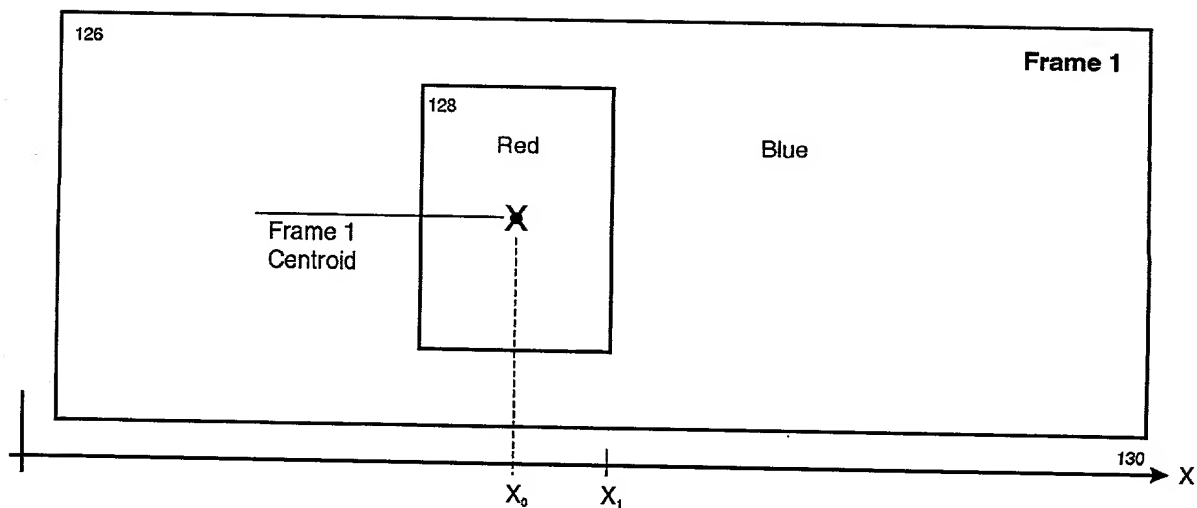 126
Frame 1
128
Red
Blue
Frame 1
Centroid
130
X
X₀
X₁